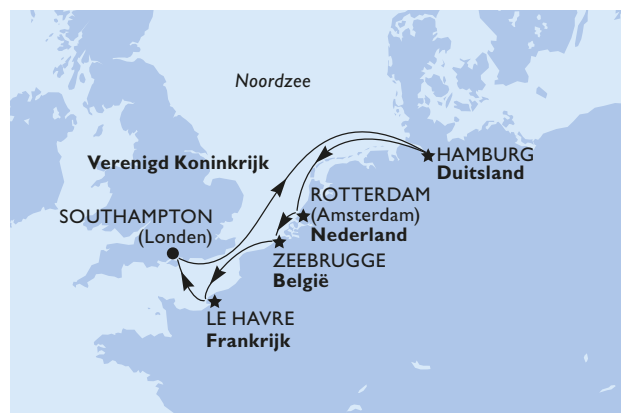 Noordzee
Verenigd Koninkrijk
HAMBURG
Duitsland
ROTTERDAM
(Amsterdam)
Nederland
SOUTHAMPTON
(Londen)
ZEEBRUGGE
België
LE HAVRE
Frankrijk